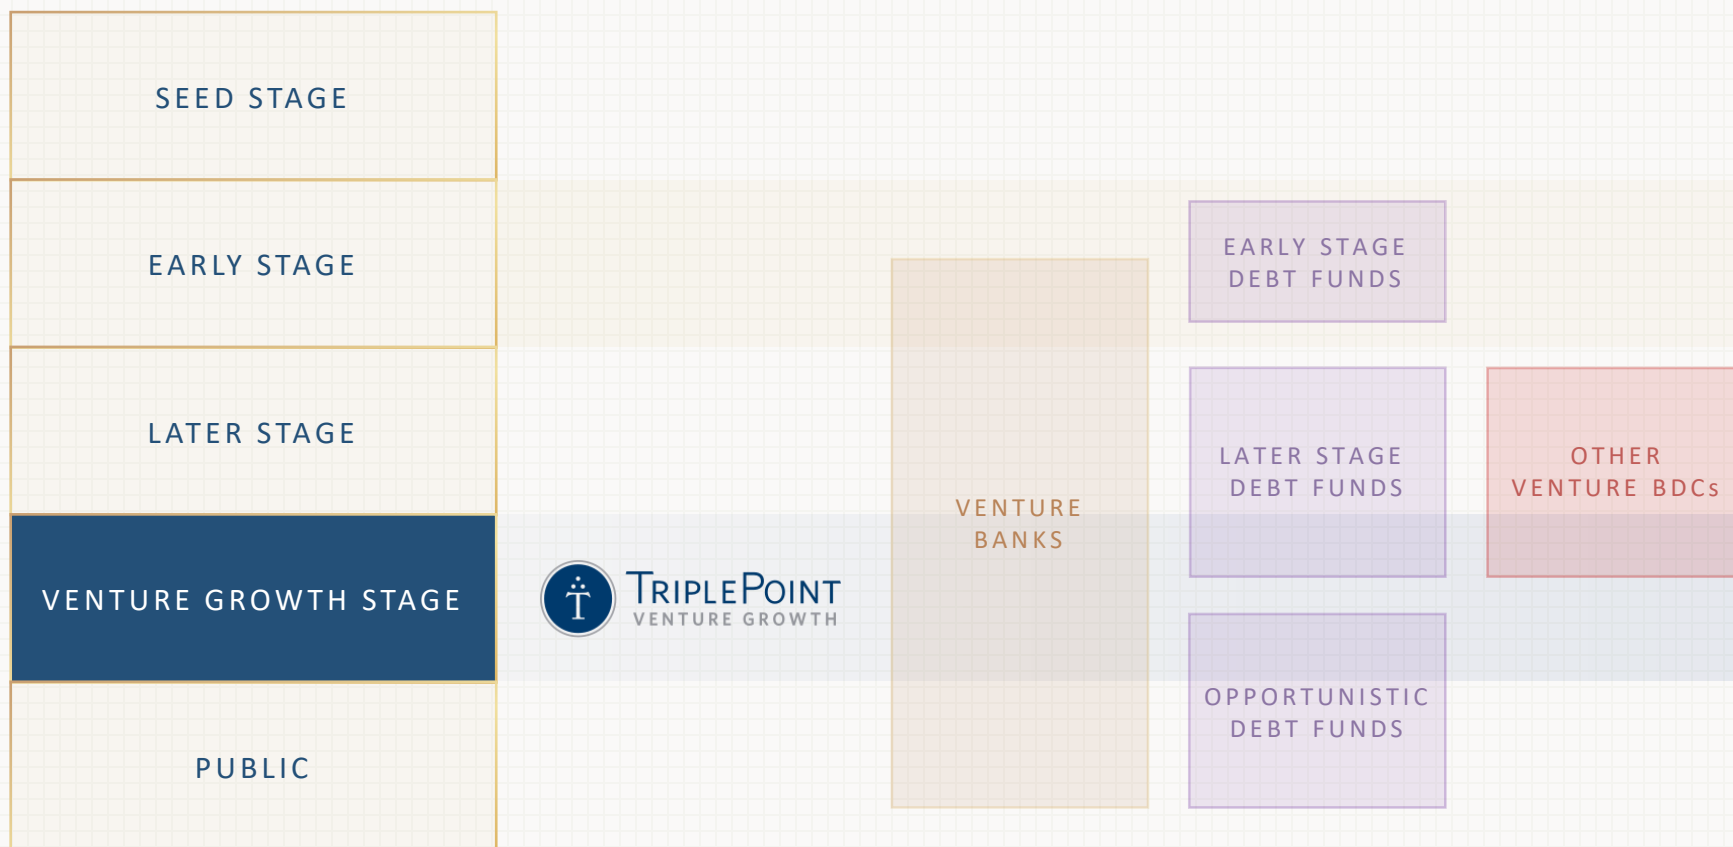 SEED STAGE
EARLY STAGE
LATER STAGE
VENTURE GROWTH STAGE
PUBLIC
TRIPLEPOINT
VENTURE GROWTH
VENTURE
BANKS
EARLY STAGE
DEBT FUNDS
LATER STAGE
DEBT FUNDS
OPPORTUNISTIC
DEBT FUNDS
OTHER
VENTURE BDCs